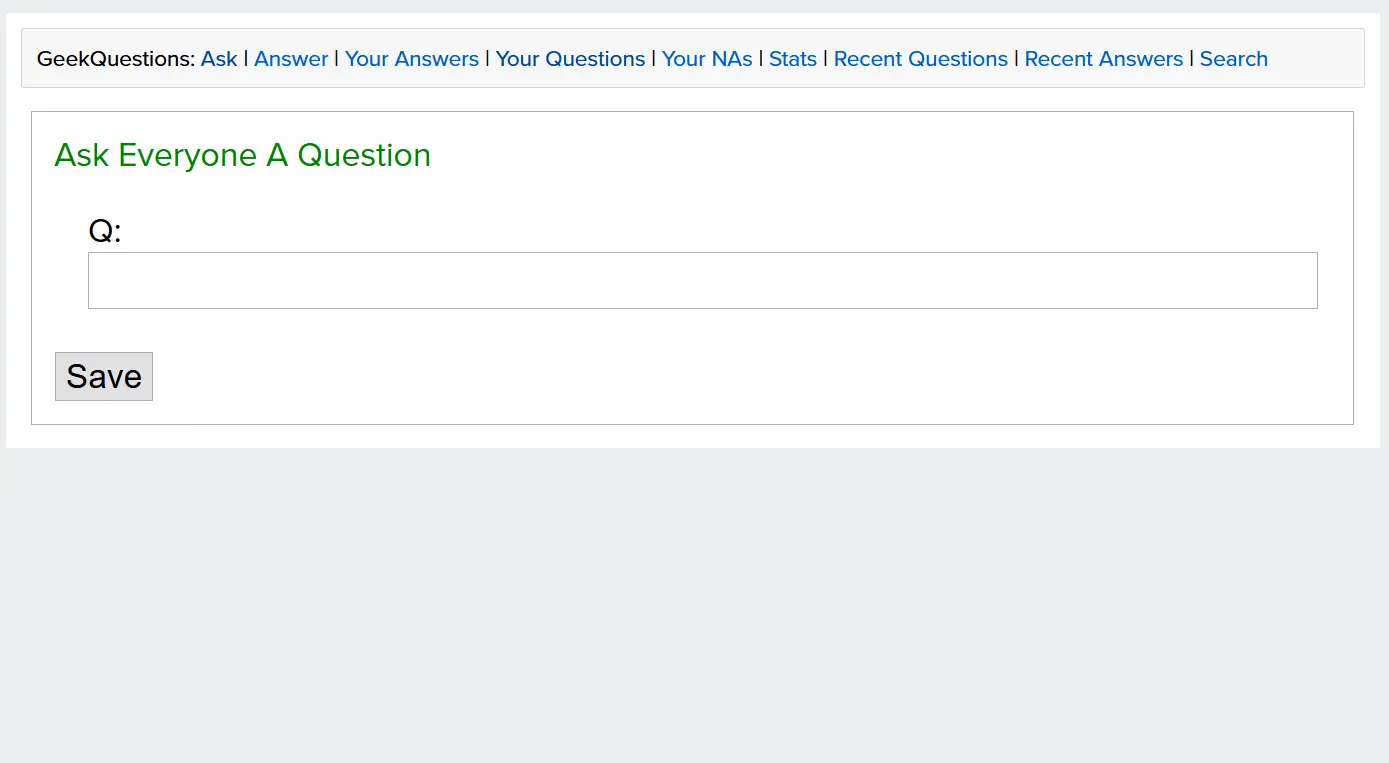 GeekQuestions: Ask | Answer | Your Answers | Your Questions | Your NAs | Stats | Recent Questions | Recent Answers | Search
Ask Everyone A Question
Q:
Save